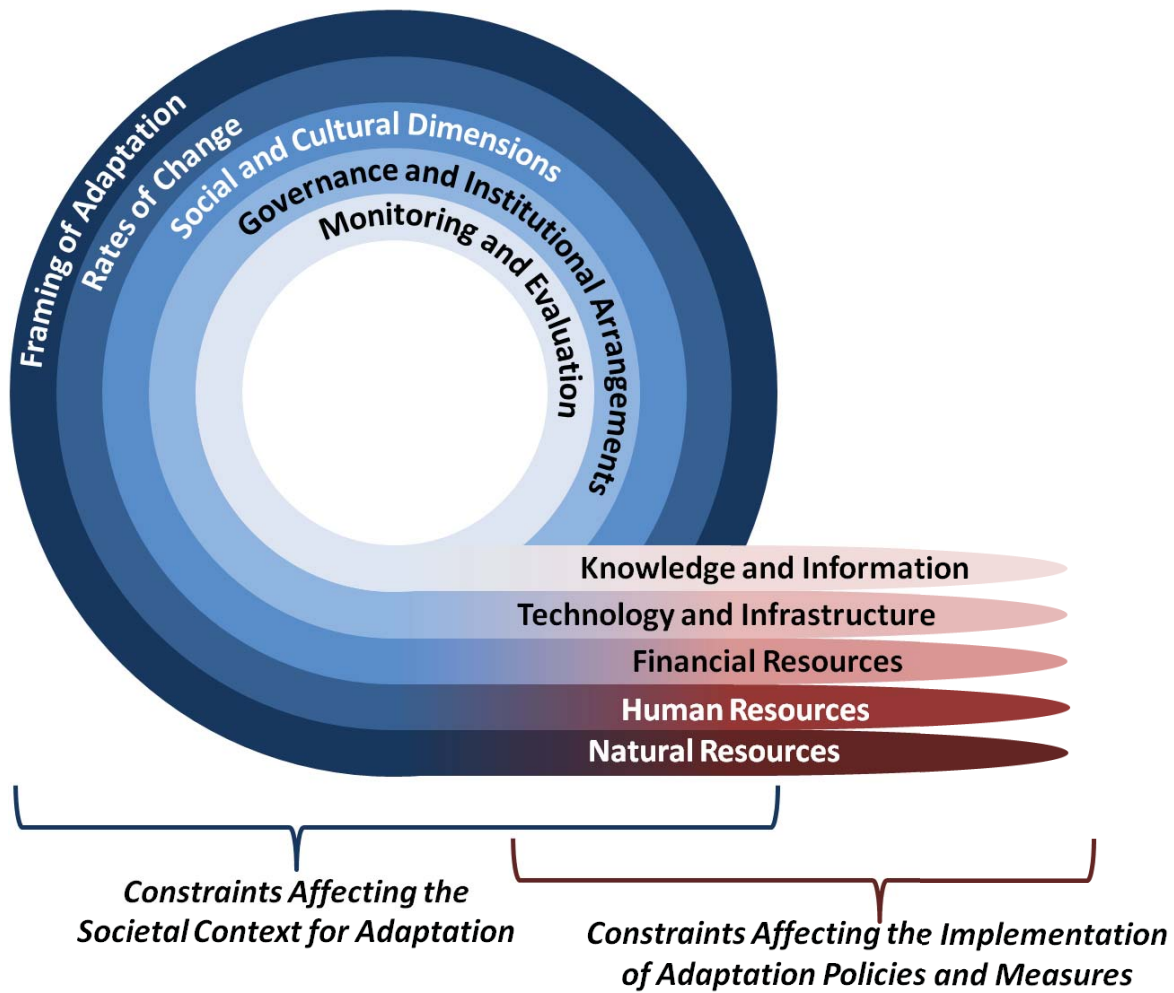 Framing of Adaptation
Rates of Change
Social and Cultural Dimensions
Governance and Institutional Arrangements
Monitoring and Evaluation
Knowledge and Information
Technology and Infrastructure
Financial Resources
Human Resources
Natural Resources
Constraints Affecting the
Societal Context for Adaptation
Constraints Affecting the Implementation
of Adaptation Policies and Measures